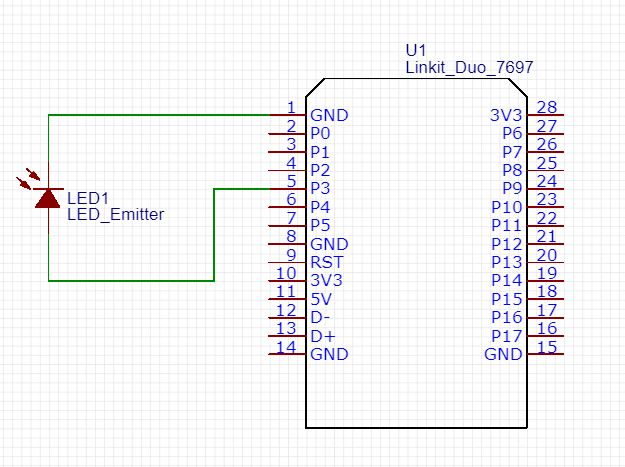 U1
Linkit_Duo_7697
1 GND 3V3 28
2 P0 P6 27
3 P1 P7 26
4 P2 P8 25
5 P3 P9 24
6 P4 P10 23
7 P5 P11 22
8 GND P12 21
9 RST P13 20
10 3V3 P14 19
11 5V P15 18
12 D- P16 17
13 D+ P17 16
14 GND GND 15
LED1
LED_Emitter